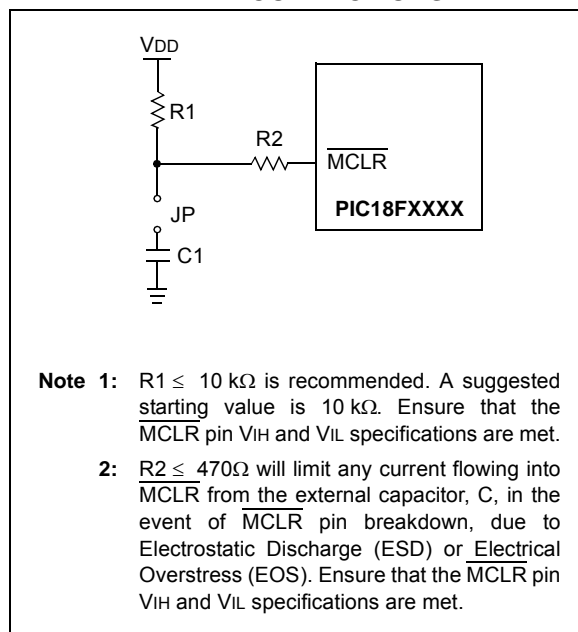 VDD
R1
R2
MCLR
PIC18FXXXX
JP
C1
Note 1: R1 ≤ 10 kΩ is recommended. A suggested
starting value is 10 kΩ. Ensure that the
MCLR pin VIH and VIL specifications are met.
2: R2 ≤ 470Ω will limit any current flowing into
MCLR from the external capacitor, C, in the
event of MCLR pin breakdown, due to
Electrostatic Discharge (ESD) or Electrical
Overstress (EOS). Ensure that the MCLR pin
VIH and VIL specifications are met.